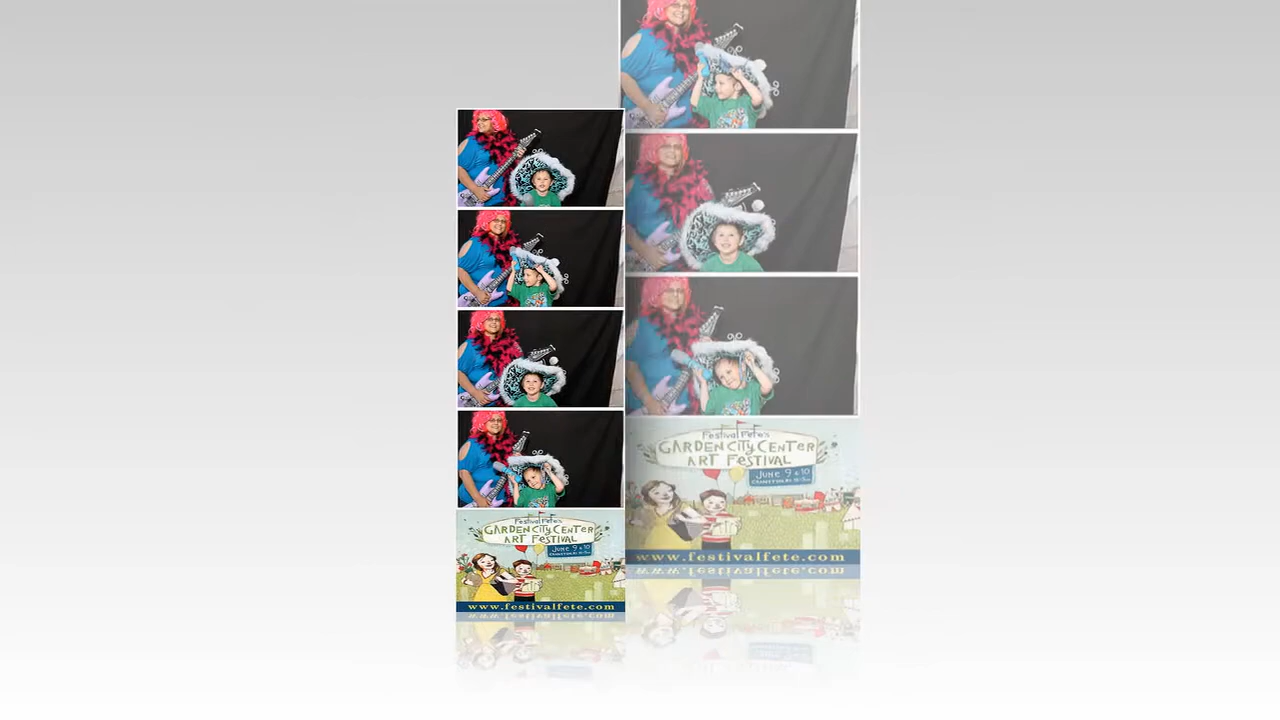 Festival Fete's
GARDEN CITY CENTER
ART FESTIVAL
JUNE 9 & 10
www.festivalfete.com
Festival Fete's
GARDEN CITY CENTER
ART FESTIVAL
JUNE 9 & 10
www.festivalfete.com